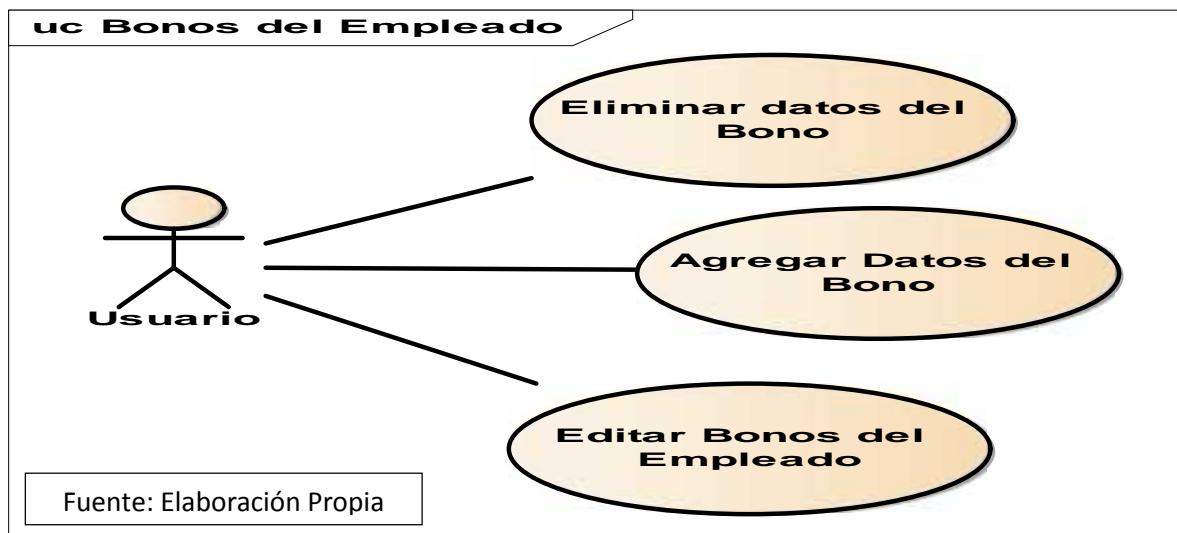 uc Bonos del Empleado
Eliminar datos del
Bono
Agregar Datos del
Bono
Usuario
Editar Bonos del
Empleado
Fuente: Elaboración Propia